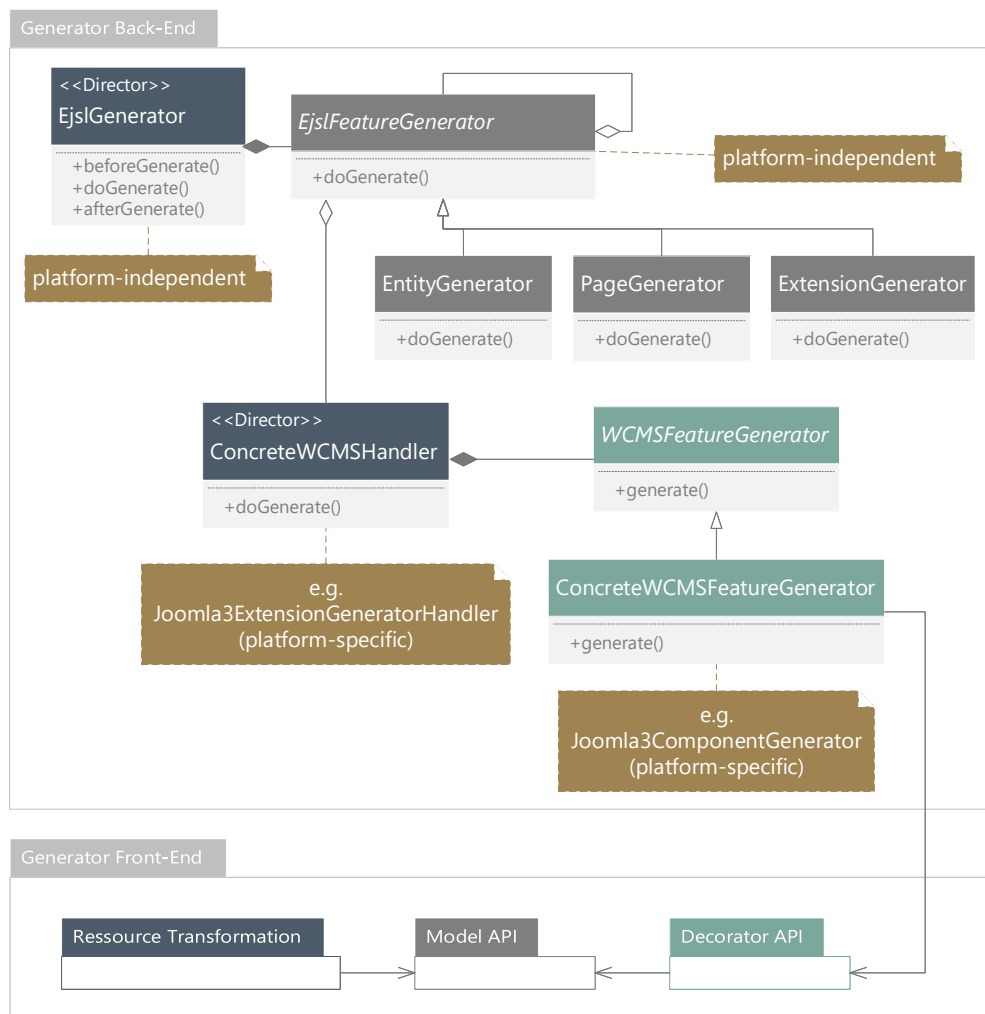 Generator Back-End
<<Director>>
EjslGenerator
+beforeGenerate()
+doGenerate()
+afterGenerate()
platform-independent
EjslFeatureGenerator
+doGenerate()
platform-independent
EntityGenerator
+doGenerate()
PageGenerator
+doGenerate()
ExtensionGenerator
+doGenerate()
<<Director>>
ConcreteWCMSHandler
+doGenerate()
e.g.
Joomla3ExtensionGeneratorHandler
(platform-specific)
WCMSFeatureGenerator
+generate()
ConcreteWCMSFeatureGenerator
+generate()
e.g.
Joomla3ComponentGenerator
(platform-specific)
Generator Front-End
Ressource Transformation
Model API
Decorator API